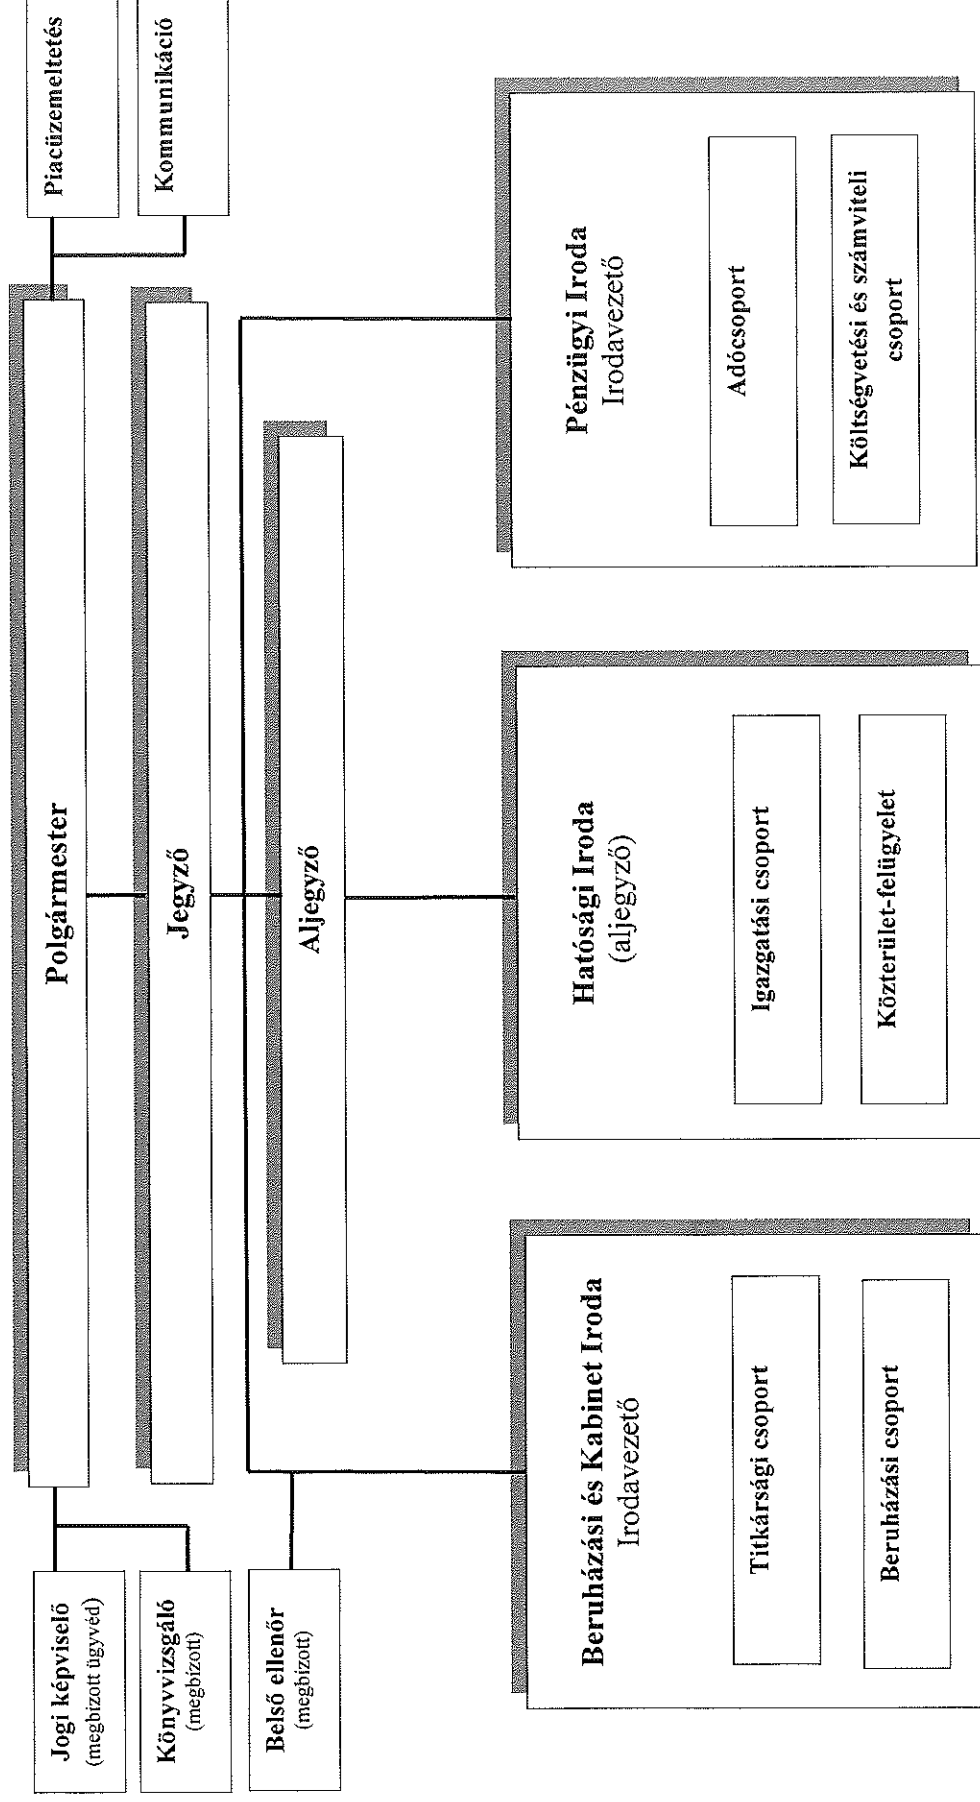 Polgármester
Jegyző
Aljegyző
Jogi képviselő
(megbízott ügyvéd)
Könyvvizsgáló
(megbízott)
Belső ellenőr
(megbízott)
Piacüzemeltetés
Kommunikáció
Beruházási és Kabinet Iroda
Irodavezető
Titkársági csoport
Beruházási csoport
Hatósági Iroda
(aljegyző)
Igazgatási csoport
Közterület-felügyelet
Pénzügyi Iroda
Irodavezető
Adócsoport
Költségvetési és számviteli
csoport